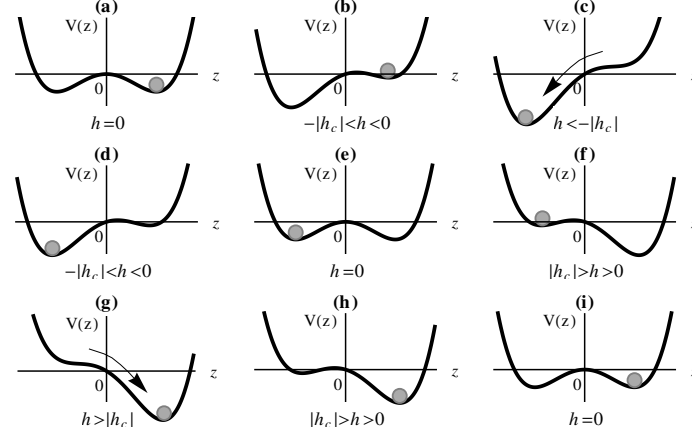 (a)
V(z)
z
0
h=0
(b)
V(z)
z
0
−|h_c|<h<0
(c)
V(z)
0
h<−|h_c|
(d)
V(z)
z
0
−|h_c|<h<0
(e)
V(z)
z
0
h=0
(f)
V(z)
0
|h_c|>h>0
(g)
V(z)
z
0
h>|h_c|
(h)
V(z)
z
0
|h_c|>h>0
(i)
V(z)
0
h=0